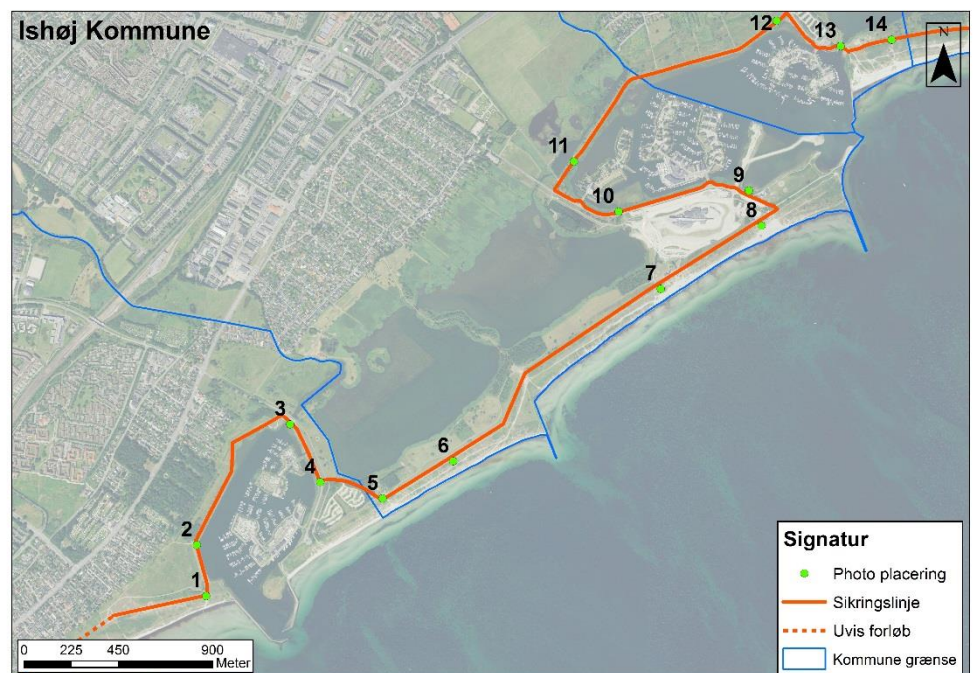 Ishøj Kommune
12
13
14
N
11
10
9
8
7
3
4
5
6
2
1
Signatur
Photo placering
Sikringslinje
Uvis forløb
Kommune grænse
0 225 450 900
Meter